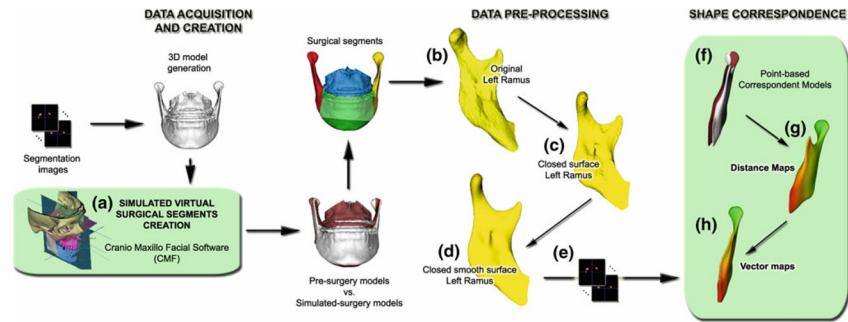 DATA ACQUISITION
AND CREATION
DATA PRE-PROCESSING
SHAPE CORRESPONDENCE
3D model
generation
Segmentation
images
(a) SIMULATED VIRTUAL
SURGICAL SEGMENTS
CREATION
Cranio Maxillo Facial Software
(CMF)
Surgical segments
Pre-surgery models
vs.
Simulated-surgery models
(b)
Original
Left Ramus
(c)
Closed surface
Left Ramus
(d)
Closed smooth surface
Left Ramus
(e)
(f)
Point-based
Correspondent Models
(g)
Distance Maps
(h)
Vector maps